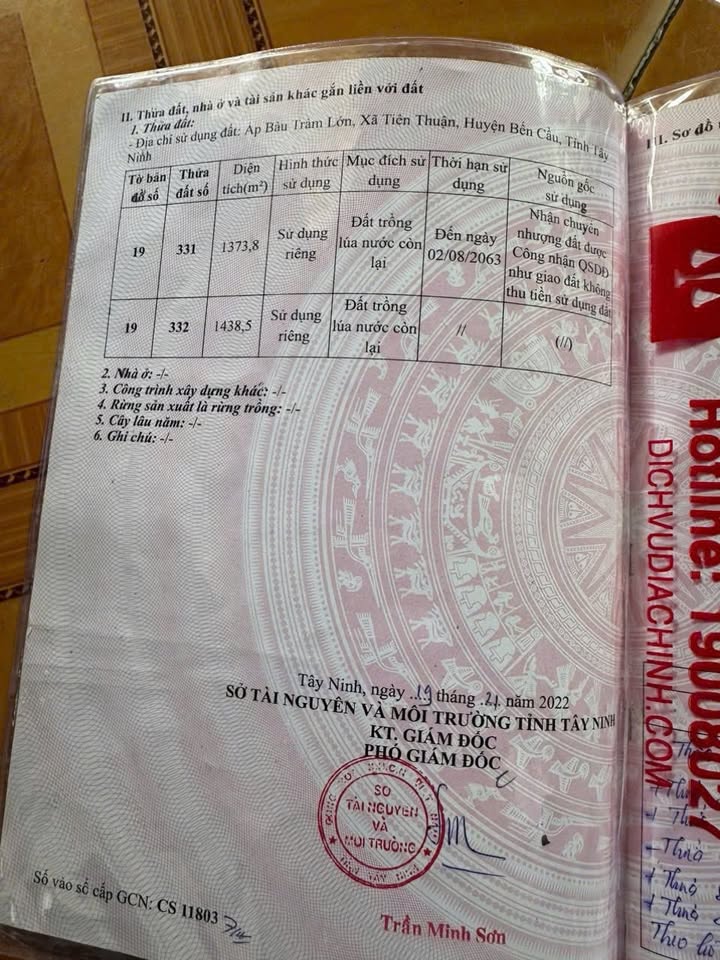 II. Thửa đất, nhà ở và tài sản khác gắn liền với đất
1. Thửa đất:
- Địa chỉ sử dụng đất: Ấp Bàu Trâm Lớn, Xã Tiên Thuận, Huyện Bến Cầu, Tỉnh Tây
Ninh
Tờ bản đồ số
Thửa đất số
Diện tích(m²)
Hình thức sử dụng
Mục đích sử dụng
Thời hạn sử dụng
Nguồn gốc sử dụng
19
331
1373,8
Sử dụng riêng
Đất trồng lúa nước còn lại
Đến ngày 02/08/2063
Nhận chuyển nhượng đất được Công nhận QSDĐ như giao đất không thu tiền sử dụng đất
19
332
1438,5
Sử dụng riêng
Đất trồng lúa nước còn lại
//
(//)
2. Nhà ở: -/-
3. Công trình xây dựng khác: -/-
4. Rừng sản xuất là rừng trồng: -/-
5. Cây lâu năm: -/-
6. Ghi chú: -/-
Tây Ninh, ngày 19 tháng năm 2022
SỞ TÀI NGUYÊN VÀ MÔI TRƯỜNG TỈNH TÂY NINH
KT. GIÁM ĐỐC
PHÓ GIÁM ĐỐC
SỞ
TÀI NGUYÊN
VÀ
MÔI TRƯỜNG
Trần Minh Sơn
Số vào sổ cấp GCN: CS 11803
III. Sơ đồ
Hotline: 19008027
DICHVUDIACHINH.COM
Theo